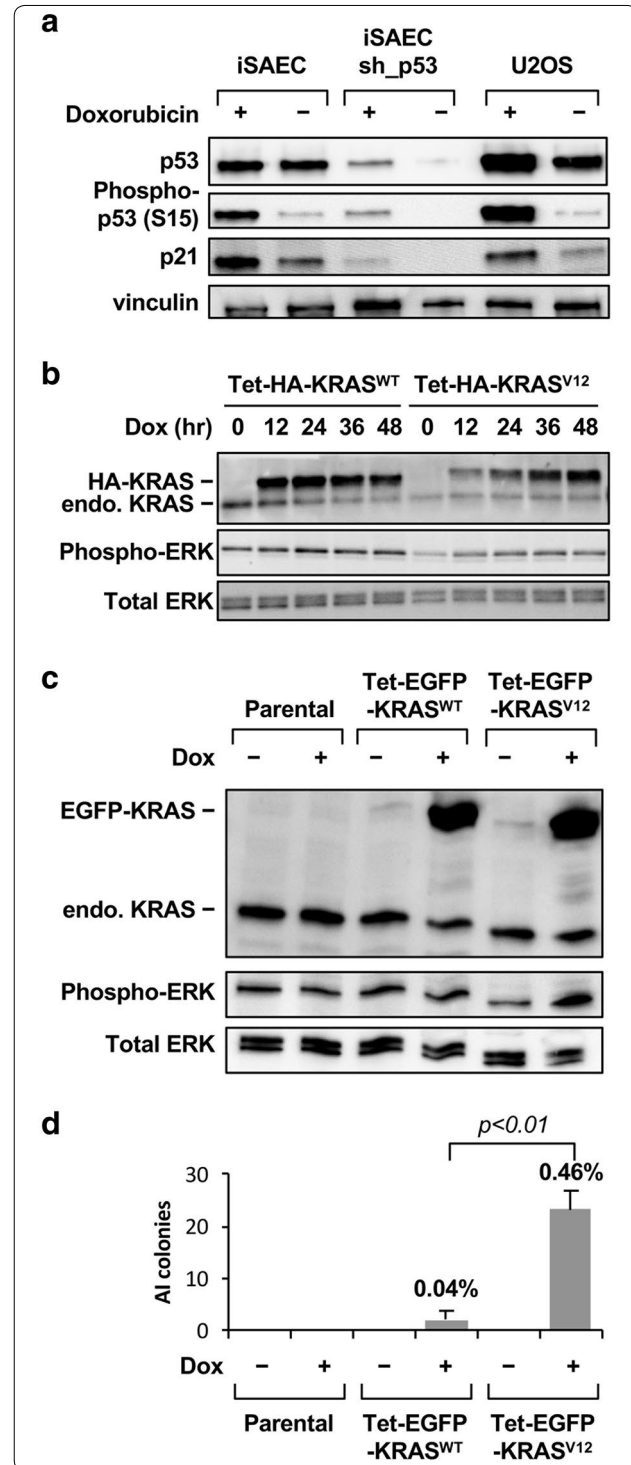 a
iSAEC
iSAEC
sh_p53
U2OS
Doxorubicin + − + − + −
p53
Phospho-
p53 (S15)
p21
vinculin
b
Tet-HA-KRASWT Tet-HA-KRASV12
Dox (hr) 0 12 24 36 48 0 12 24 36 48
HA-KRAS –
endo. KRAS –
Phospho-ERK
Total ERK
c
Parental
Tet-EGFP
-KRASWT
Tet-EGFP
-KRASV12
Dox − + − + − +
EGFP-KRAS –
endo. KRAS –
Phospho-ERK
Total ERK
d
p<0.01
30
20
10
0
AI colonies
0.04%
0.46%
Dox − + − + − +
Parental
Tet-EGFP
-KRASWT
Tet-EGFP
-KRASV12